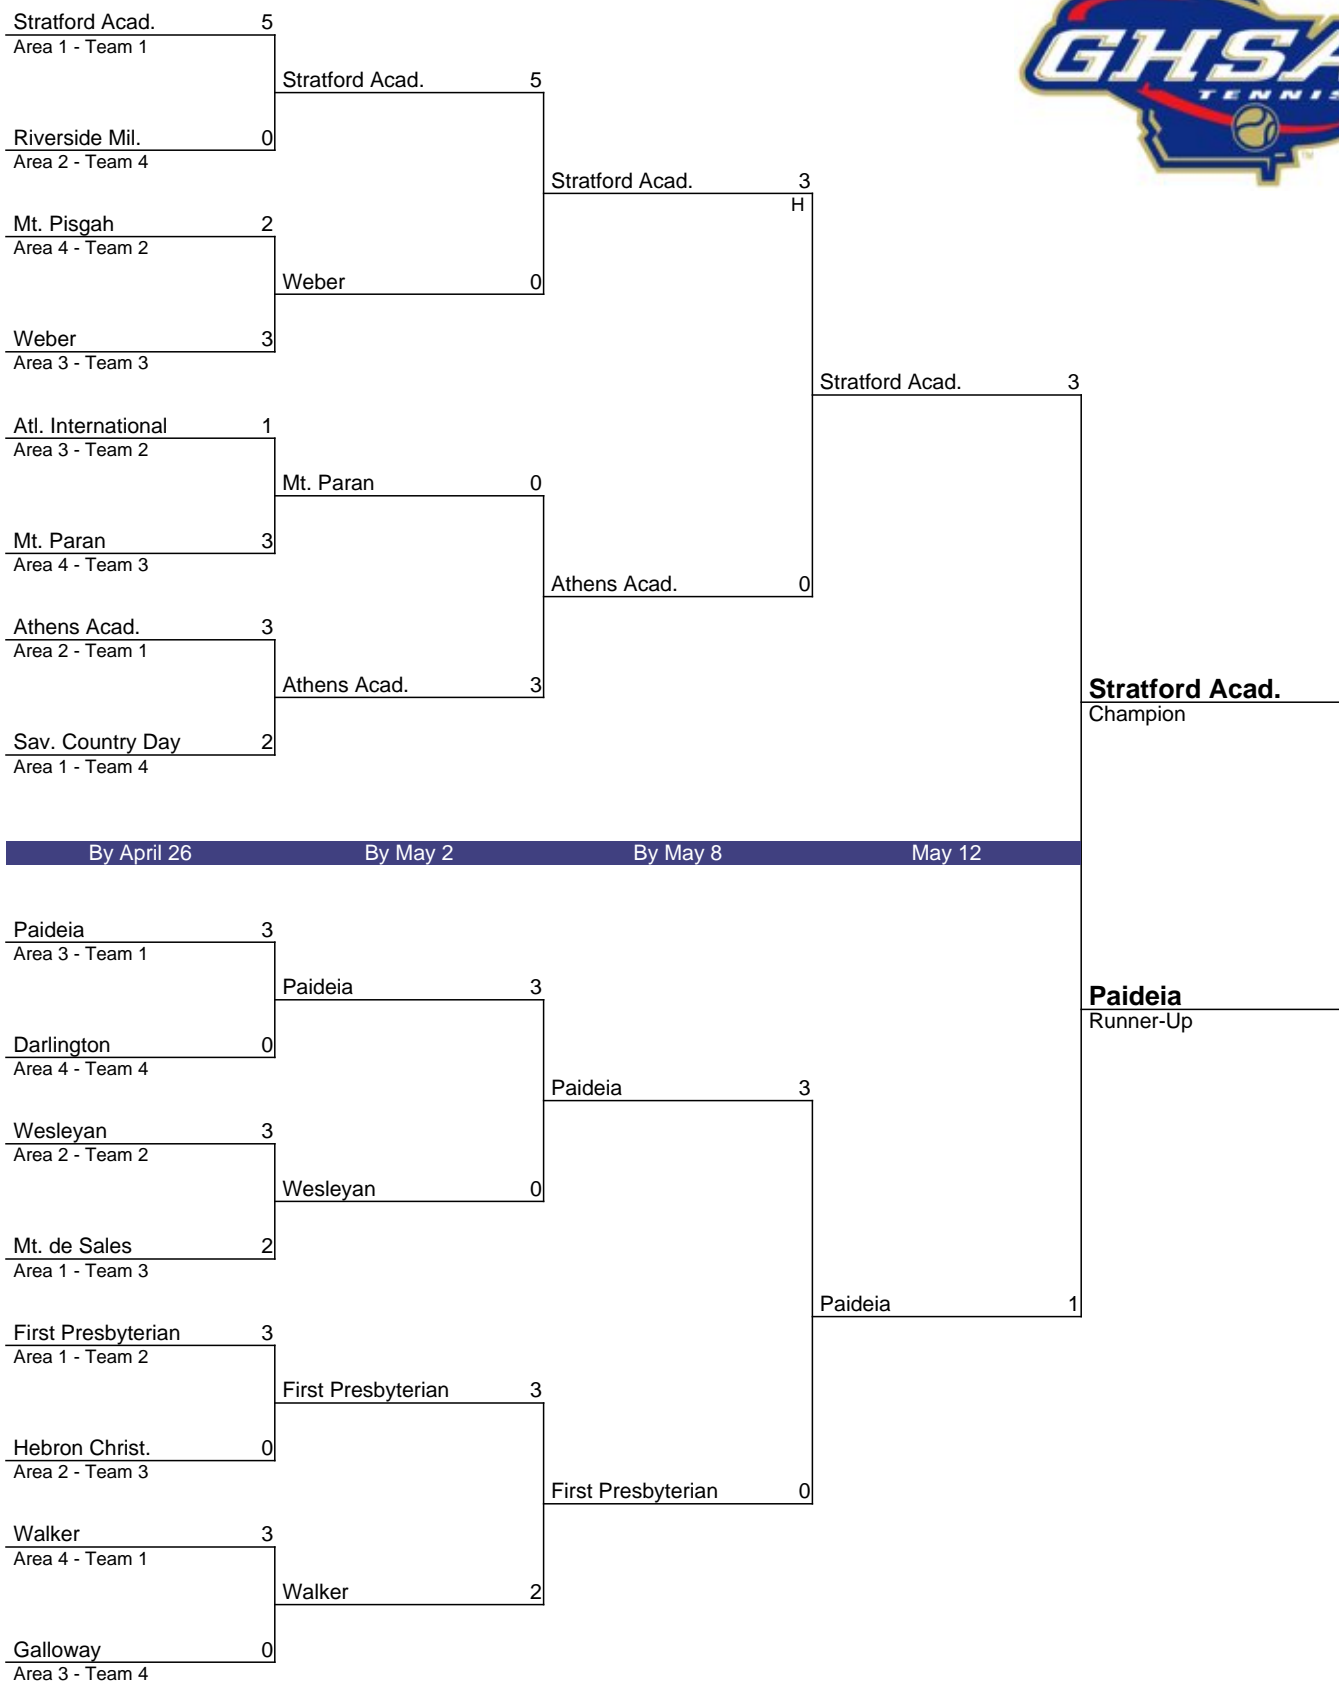 GHSA
TENNIS
Stratford Acad. 5
Area 1 - Team 1
Stratford Acad. 5
Riverside Mil. 0
Area 2 - Team 4
Stratford Acad. 3
H
Mt. Pisgah 2
Area 4 - Team 2
Weber 0
Weber 3
Area 3 - Team 3
Stratford Acad. 3
Atl. International 1
Area 3 - Team 2
Mt. Paran 0
Mt. Paran 3
Area 4 - Team 3
Athens Acad. 0
Athens Acad. 3
Area 2 - Team 1
Athens Acad. 3
Stratford Acad.
Champion
Sav. Country Day 2
Area 1 - Team 4
By April 26 By May 2 By May 8 May 12
Paideia 3
Area 3 - Team 1
Paideia 3
Paideia
Runner-Up
Darlington 0
Area 4 - Team 4
Paideia 3
Wesleyan 3
Area 2 - Team 2
Wesleyan 0
Mt. de Sales 2
Area 1 - Team 3
Paideia 1
First Presbyterian 3
Area 1 - Team 2
First Presbyterian 3
Hebron Christ. 0
Area 2 - Team 3
First Presbyterian 0
Walker 3
Area 4 - Team 1
Walker 2
Galloway 0
Area 3 - Team 4